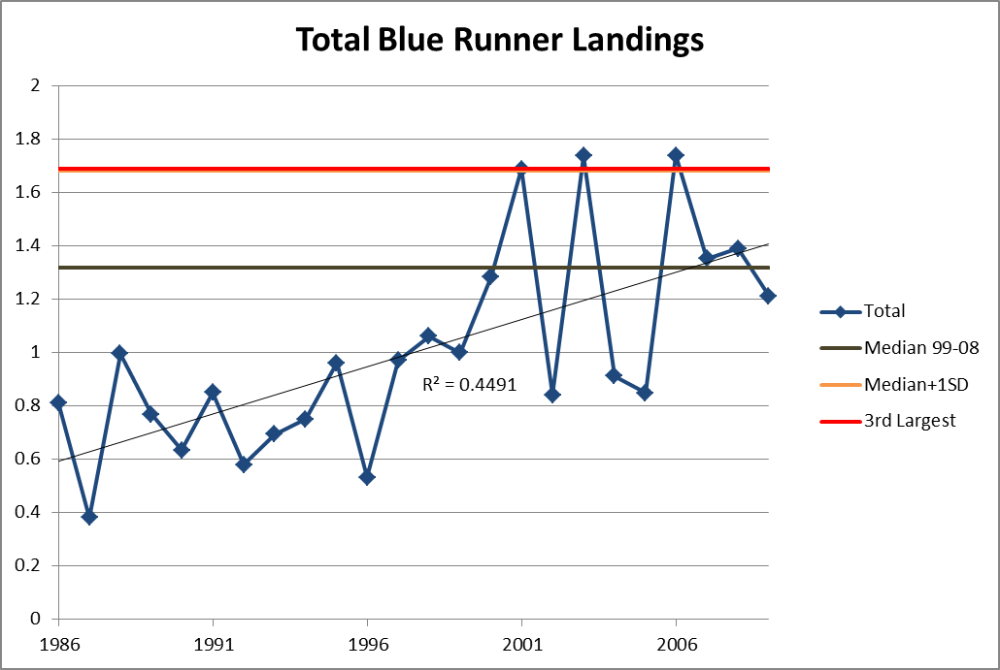 Total Blue Runner Landings
2
1.8
1.6
1.4
1.2
1
0.8
0.6
0.4
0.2
0
1986
1991
1996
2001
2006
R² = 0.4491
Total
Median 99-08
Median+1SD
3rd Largest